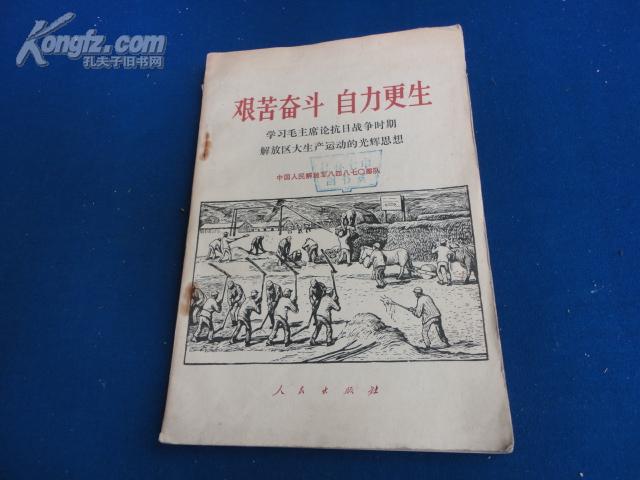 Kongfz.com
孔夫子旧书网
艰苦奋斗 自力更生
学习毛主席论抗日战争时期
解放区大生产运动的光辉思想
中国人民解放军八四八七〇部队
人民出版社